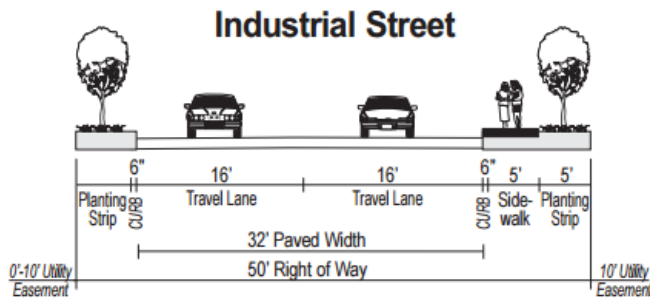 Industrial Street
6" 16' 16' 6" 5' 5'
Planting Strip CURB Travel Lane Travel Lane CURB Side-walk Planting Strip
32' Paved Width
0'-10' Utility Easement 50' Right of Way 10' Utility Easement